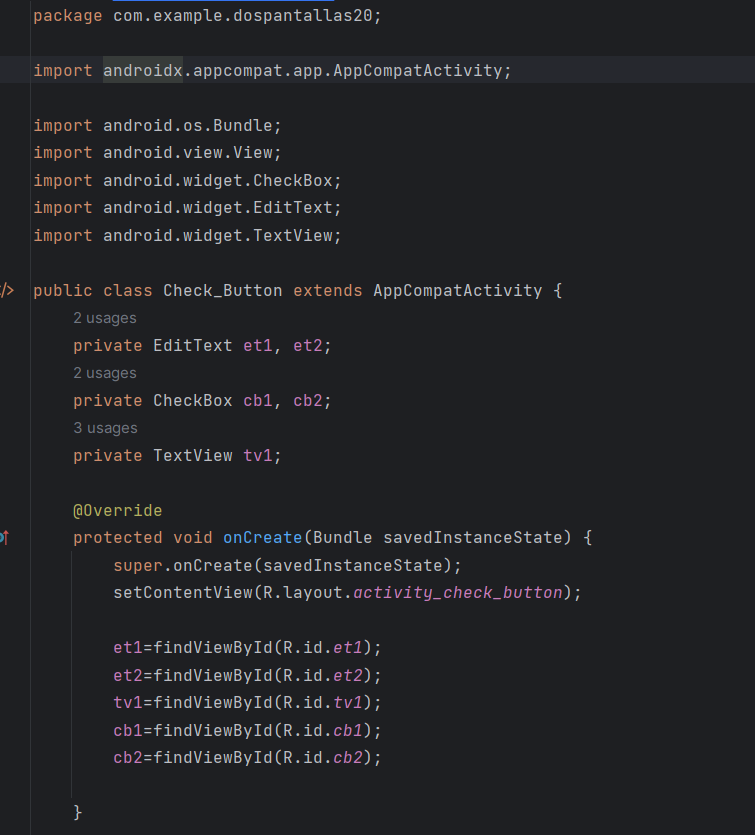 package com.example.dospantallas20;
import androidx.appcompat.app.AppCompatActivity;
import android.os.Bundle;
import android.view.View;
import android.widget.CheckBox;
import android.widget.EditText;
import android.widget.TextView;
public class Check_Button extends AppCompatActivity {
2 usages
private EditText et1, et2;
2 usages
private CheckBox cb1, cb2;
3 usages
private TextView tv1;
@Override
protected void onCreate(Bundle savedInstanceState) {
super.onCreate(savedInstanceState);
setContentView(R.layout.activity_check_button);
et1=findViewById(R.id.et1);
et2=findViewById(R.id.et2);
tv1=findViewById(R.id.tv1);
cb1=findViewById(R.id.cb1);
cb2=findViewById(R.id.cb2);
}